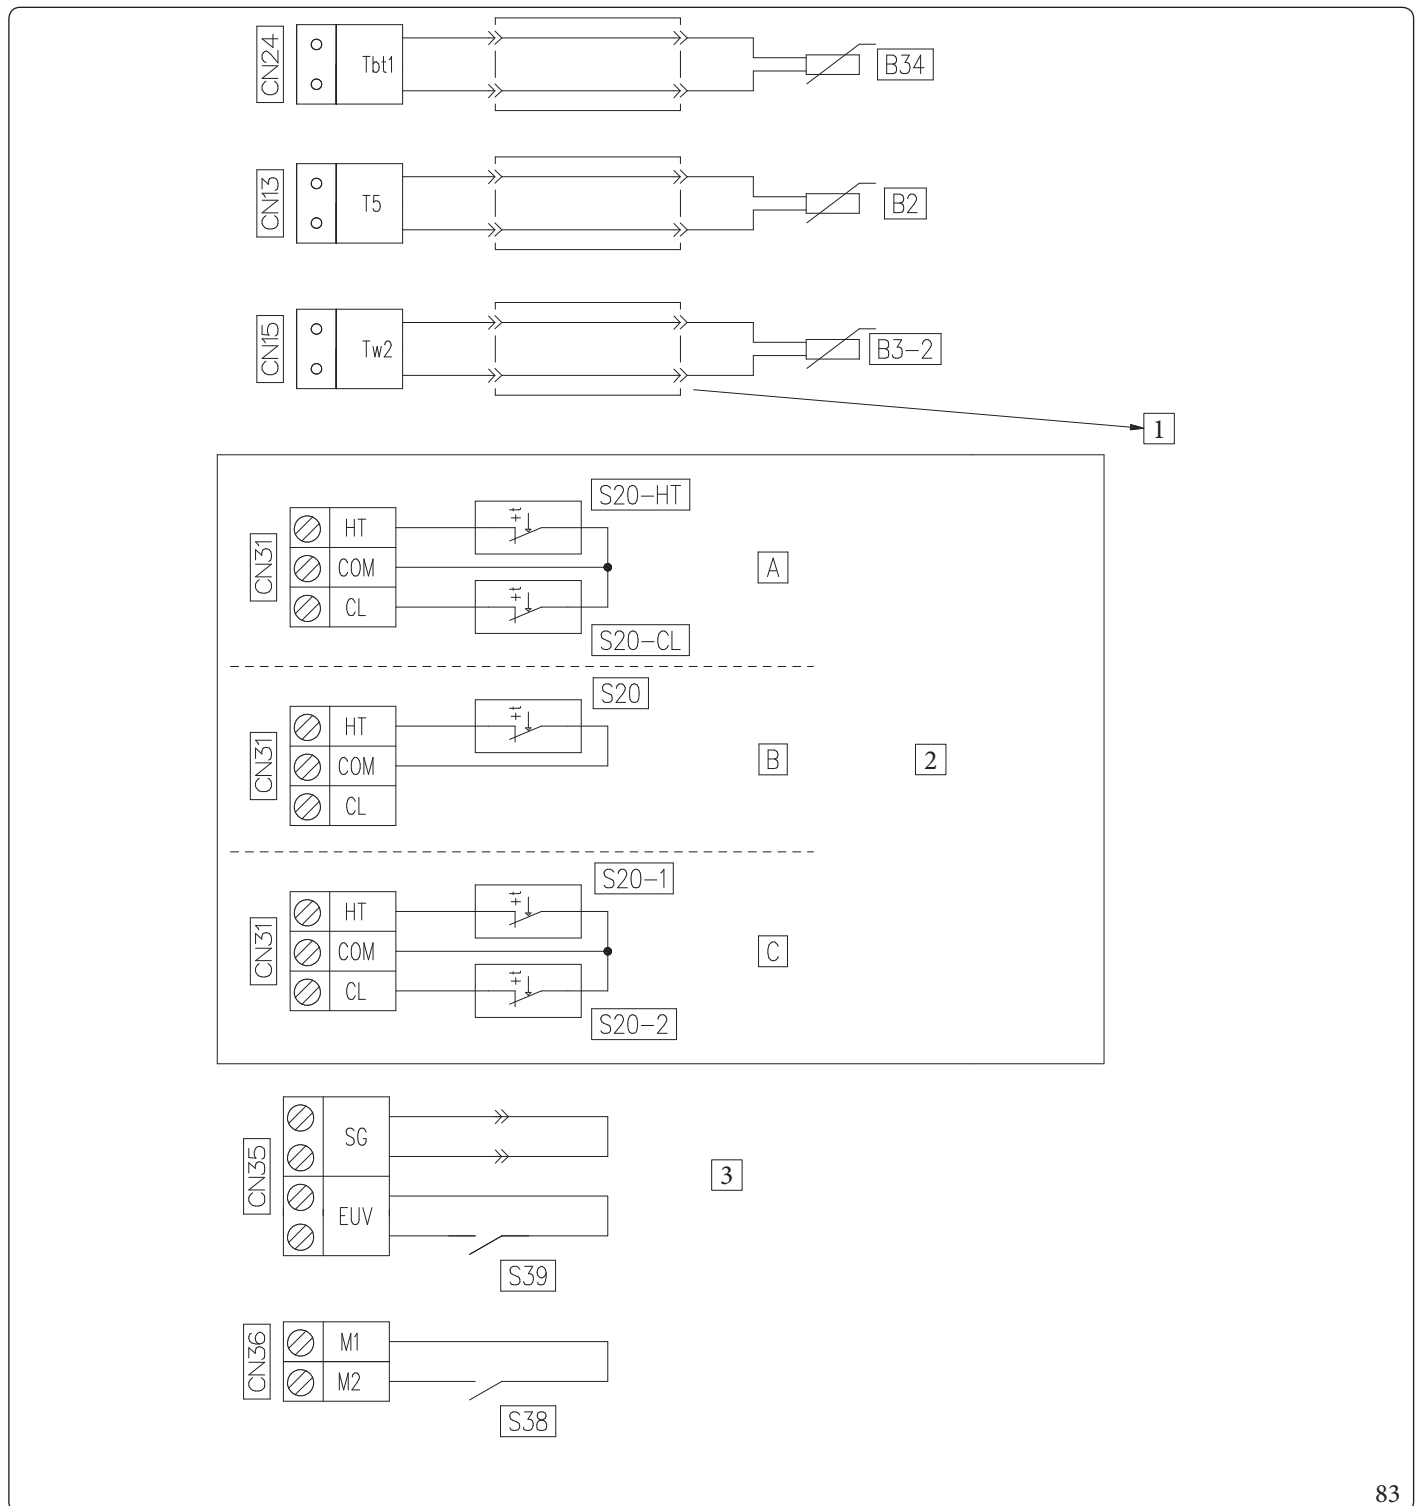 CN24 Tbt1 B34
CN13 T5 B2
CN15 Tw2 B3-2
1
S20-HT
CN31 HT +t
COM A
CL +t
S20-CL
S20
CN31 HT +t
COM B 2
CL
S20-1
CN31 HT +t
COM C
CL +t
S20-2
CN35 SG
3
EUV
S39
CN36 M1
M2
S38
83